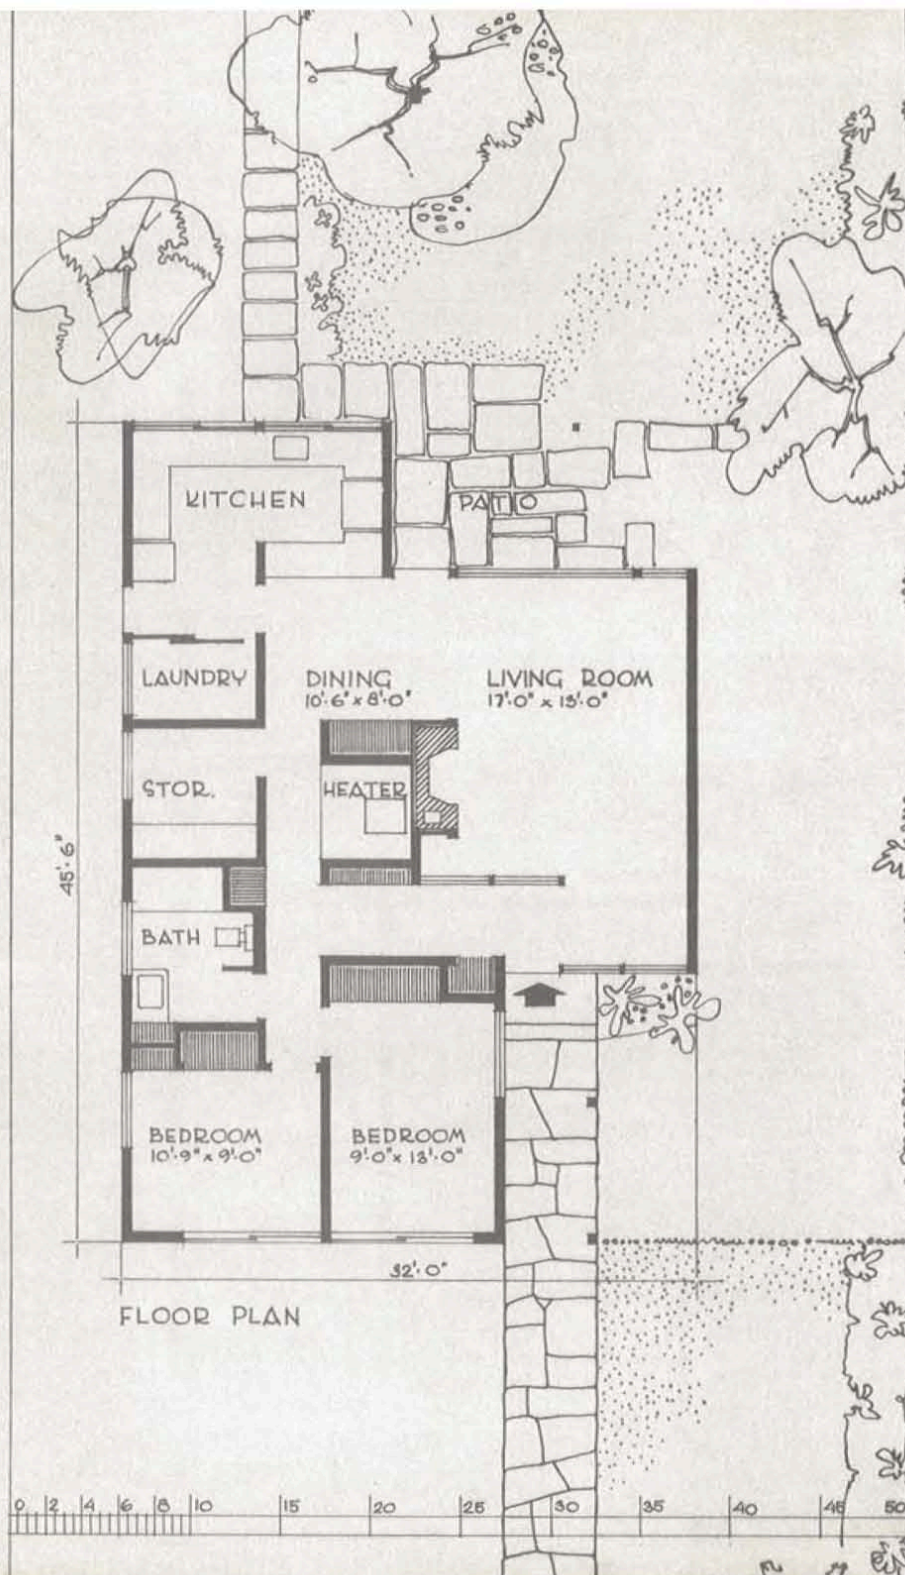 KITCHEN
PATIO
LAUNDRY
DINING
10'·6" x 8'·0"
LIVING ROOM
17'·0" x 15'·0"
STOR.
HEATER
45'·6"
BATH
BEDROOM
10'·9" x 9'·0"
BEDROOM
9'·0" x 13'·0"
32'·0"
FLOOR PLAN
0 2 4 6 8 10 15 20 25 30 35 40 45 50